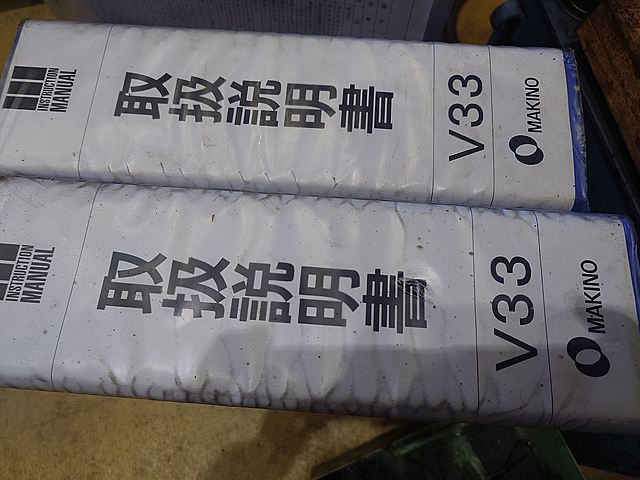 INSTRUCTION
MANUAL
取扱説明書
V33
MAKINO
INSTRUCTION
MANUAL
取扱説明書
V33
MAKINO